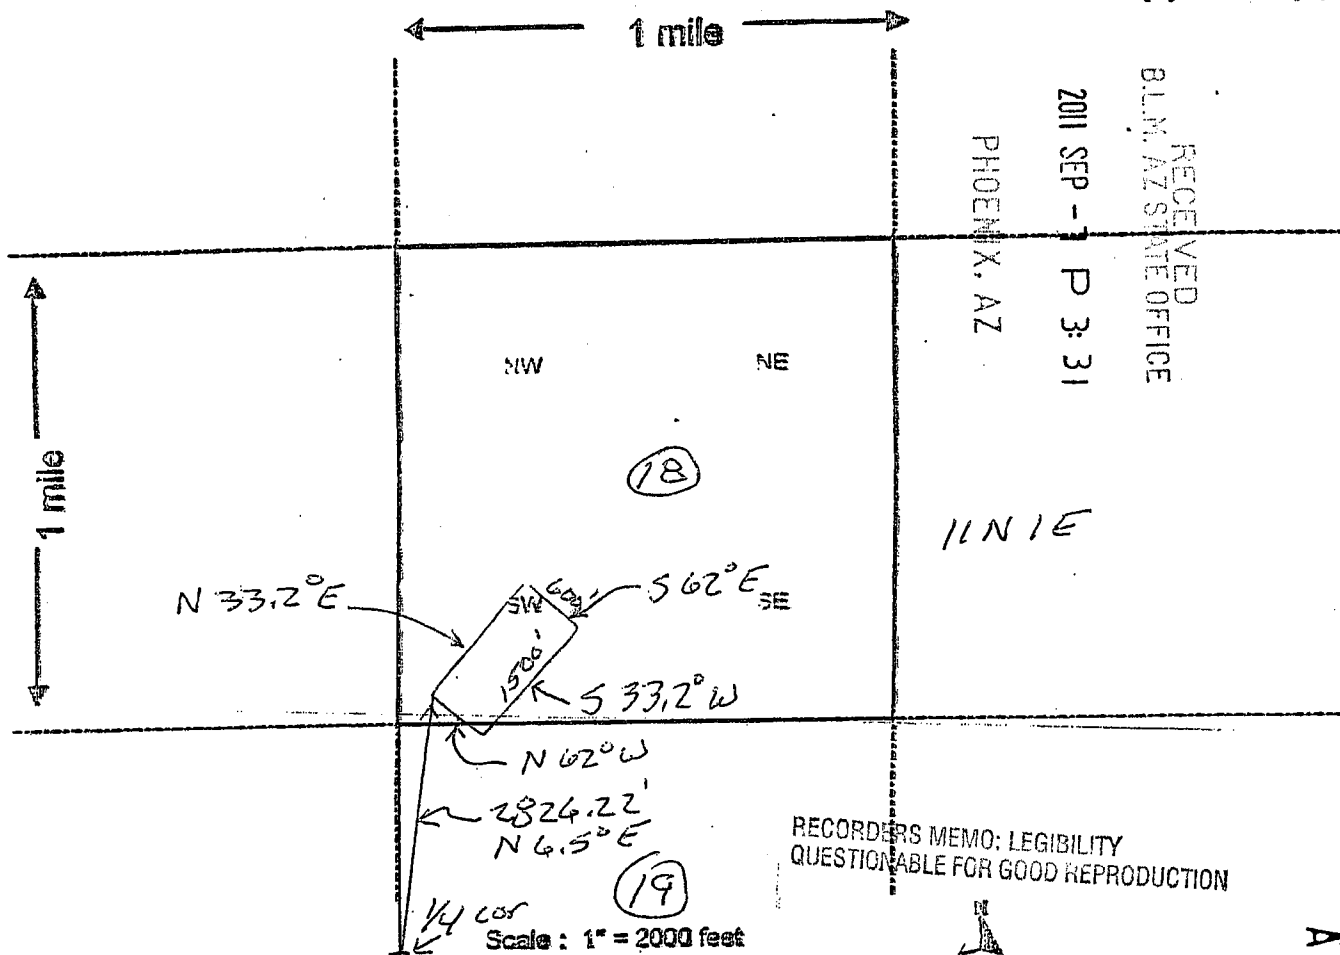 1 mile
RECEIVED
B.L.M. AZ STATE OFFICE
2011 SEP -7 P 3:31
PHOENIX, AZ
NW
NE
1 mile
18
11N 1E
N 33.2° E
SW
600'
S 62° E
SE
1500'
S 33.2° W
N 62° W
2826.22'
N 6.5° E
RECORDERS MEMO: LEGIBILITY
QUESTIONABLE FOR GOOD REPRODUCTION
19
1/4 cor
Scale : 1" = 2000 feet
N
A